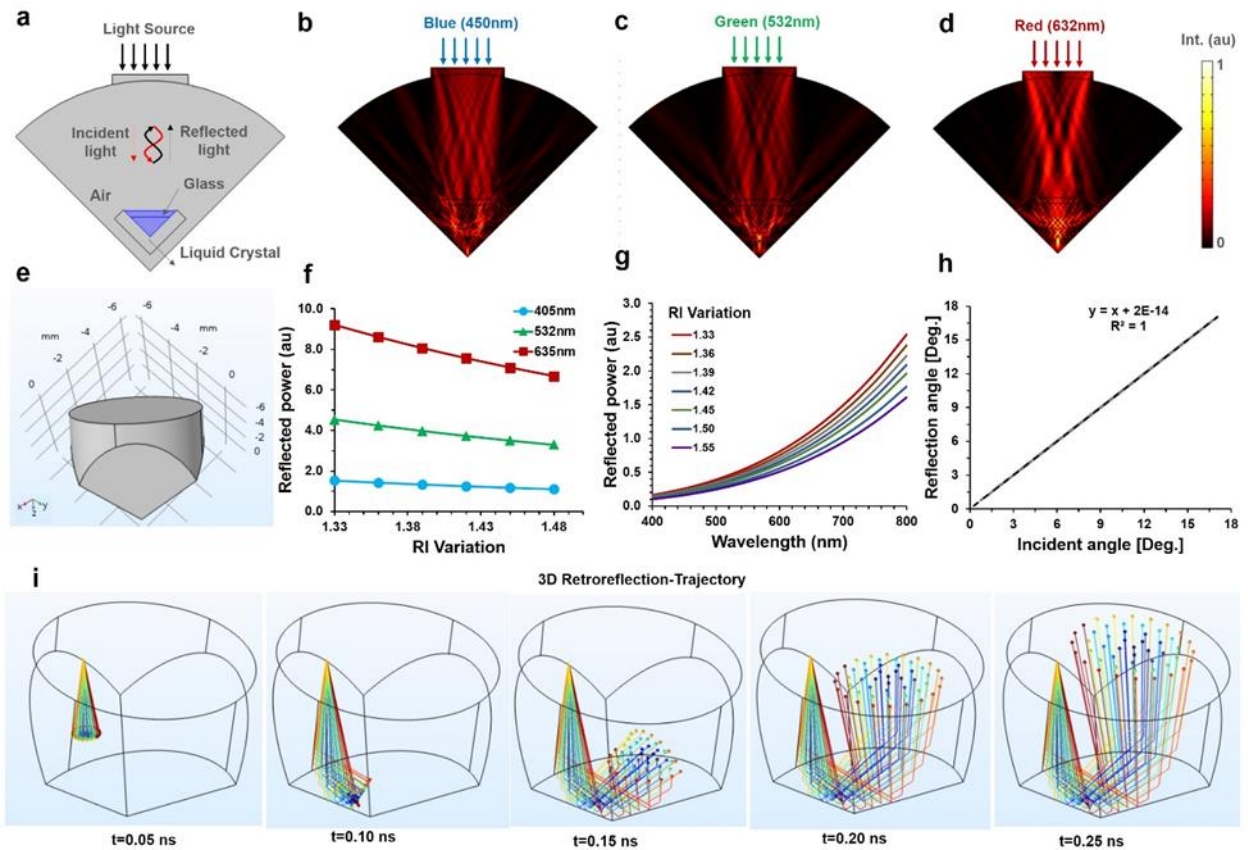 a
Light Source
Incident
light
Reflected
light
Glass
Air
Liquid Crystal
b
Blue (450nm)
c
Green (532nm)
d
Red (632nm)
Int. (au)
1
0
e
-6
-6
-4
-4
mm
mm
-2
-2
0
0
-6
-4
-2
0
x
z
y
f
10.0
8.0
6.0
4.0
2.0
0.0
Reflected power (au)
405nm
532nm
635nm
1.33
1.38
1.43
1.48
RI Variation
g
3.0
2.5
2.0
1.5
1.0
0.5
0.0
Reflected power (au)
RI Variation
1.33
1.36
1.39
1.42
1.45
1.50
1.55
400
500
600
700
800
Wavelength (nm)
h
18
15
12
9
6
3
0
Reflection angle [Deg.]
y = x + 2E-14
R² = 1
0
3
6
9
12
15
18
Incident angle [Deg.]
i
3D Retroreflection-Trajectory
t=0.05 ns
t=0.10 ns
t=0.15 ns
t=0.20 ns
t=0.25 ns